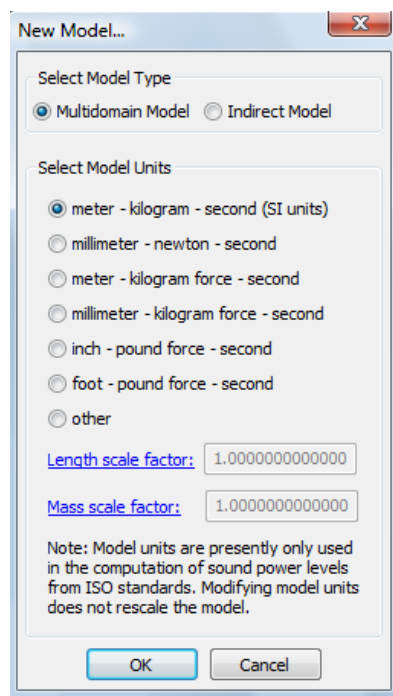 New Model...
Select Model Type
Multidomain Model Indirect Model
Select Model Units
meter - kilogram - second (SI units)
millimeter - newton - second
meter - kilogram force - second
millimeter - kilogram force - second
inch - pound force - second
foot - pound force - second
other
Length scale factor: 1.0000000000000
Mass scale factor: 1.0000000000000
Note: Model units are presently only used
in the computation of sound power levels
from ISO standards. Modifying model units
does not rescale the model.
OK Cancel